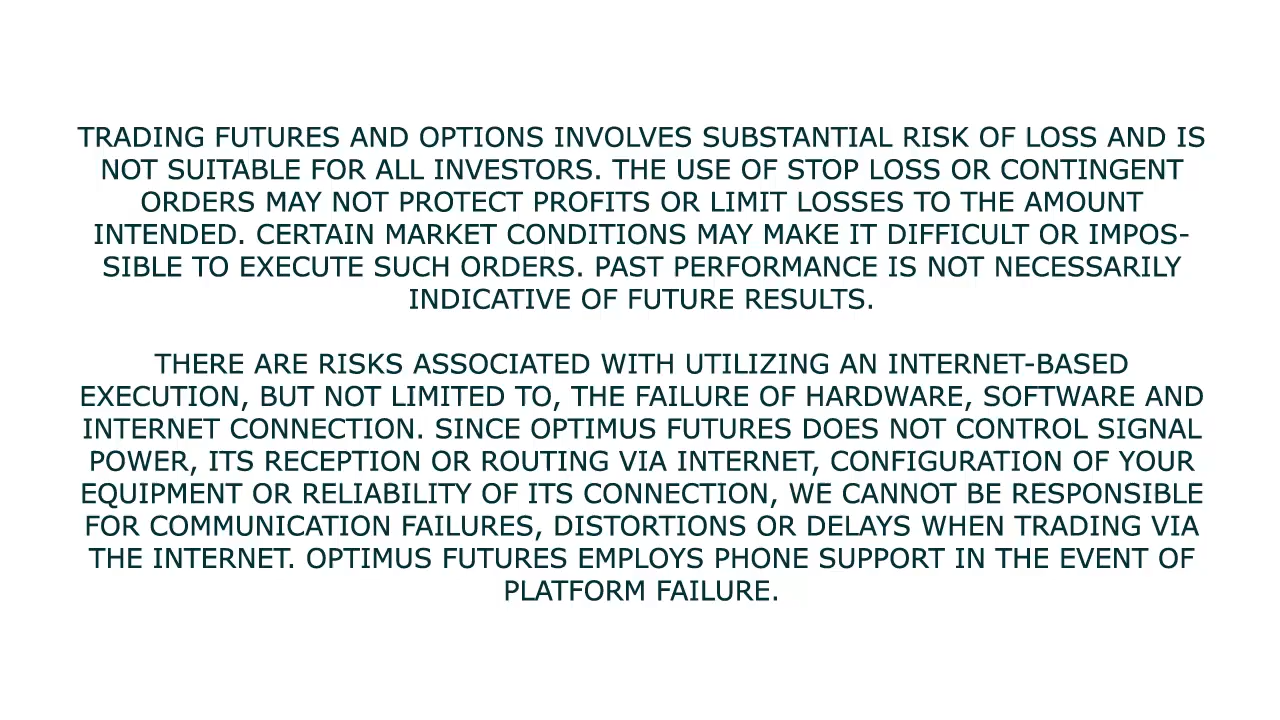 TRADING FUTURES AND OPTIONS INVOLVES SUBSTANTIAL RISK OF LOSS AND IS
NOT SUITABLE FOR ALL INVESTORS. THE USE OF STOP LOSS OR CONTINGENT
ORDERS MAY NOT PROTECT PROFITS OR LIMIT LOSSES TO THE AMOUNT
INTENDED. CERTAIN MARKET CONDITIONS MAY MAKE IT DIFFICULT OR IMPOS-
SIBLE TO EXECUTE SUCH ORDERS. PAST PERFORMANCE IS NOT NECESSARILY
INDICATIVE OF FUTURE RESULTS.
THERE ARE RISKS ASSOCIATED WITH UTILIZING AN INTERNET-BASED
EXECUTION, BUT NOT LIMITED TO, THE FAILURE OF HARDWARE, SOFTWARE AND
INTERNET CONNECTION. SINCE OPTIMUS FUTURES DOES NOT CONTROL SIGNAL
POWER, ITS RECEPTION OR ROUTING VIA INTERNET, CONFIGURATION OF YOUR
EQUIPMENT OR RELIABILITY OF ITS CONNECTION, WE CANNOT BE RESPONSIBLE
FOR COMMUNICATION FAILURES, DISTORTIONS OR DELAYS WHEN TRADING VIA
THE INTERNET. OPTIMUS FUTURES EMPLOYS PHONE SUPPORT IN THE EVENT OF
PLATFORM FAILURE.